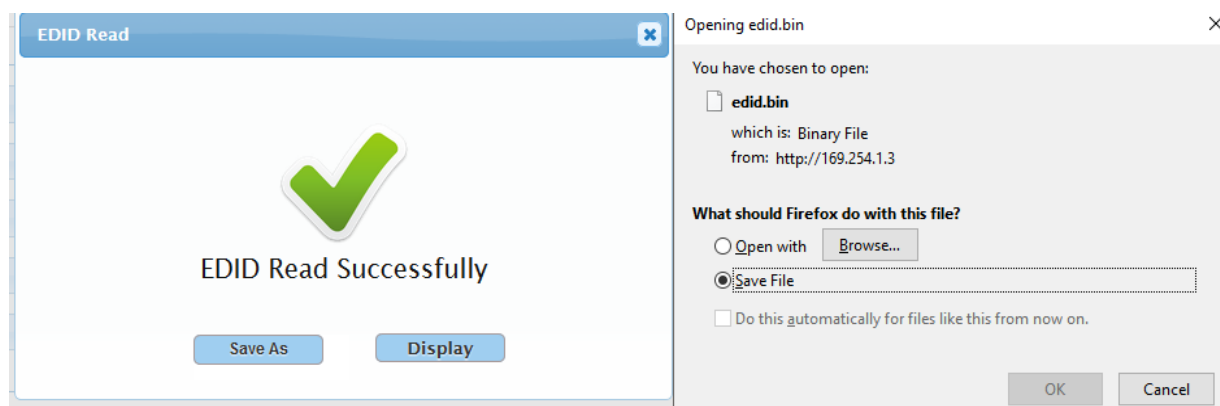 EDID Read
EDID Read Successfully
Save As
Display
Opening edid.bin
You have chosen to open:
edid.bin
which is: Binary File
from: http://169.254.1.3
What should Firefox do with this file?
Open with
Browse...
Save File
Do this automatically for files like this from now on.
OK
Cancel